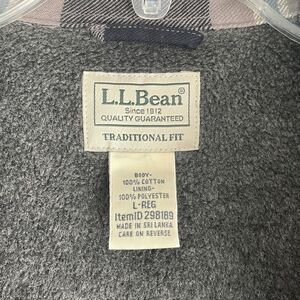 L.L.Bean®
Since 1912
QUALITY GUARANTEED
TRADITIONAL FIT
BODY-
100% COTTON
LINING-
100% POLYESTER
L-REG
ItemID 298189
MADE IN SRI LANKA
CARE ON REVERSE